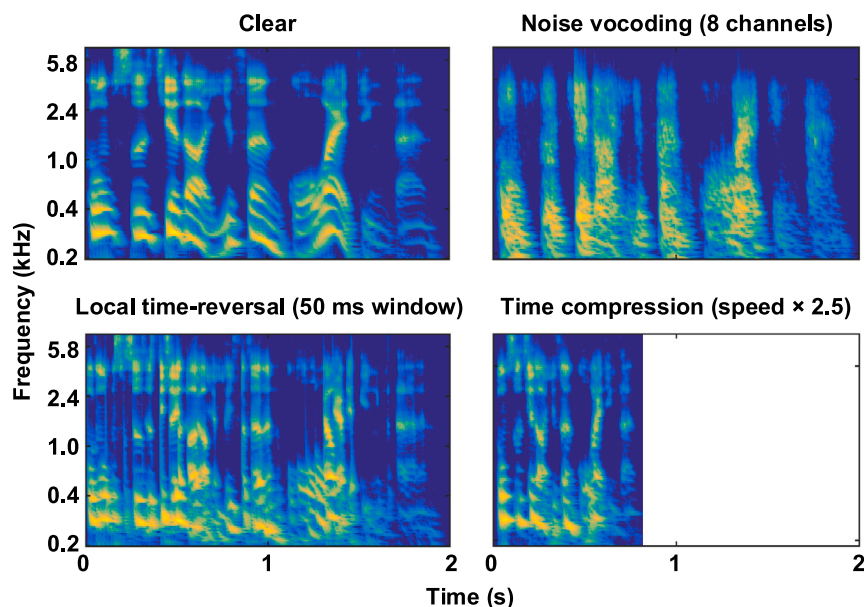 Clear
Noise vocoding (8 channels)
5.8
2.4
1.0
0.4
0.2
Local time-reversal (50 ms window)
Time compression (speed × 2.5)
Frequency (kHz)
5.8
2.4
1.0
0.4
0.2
0
1
2
0
1
2
Time (s)